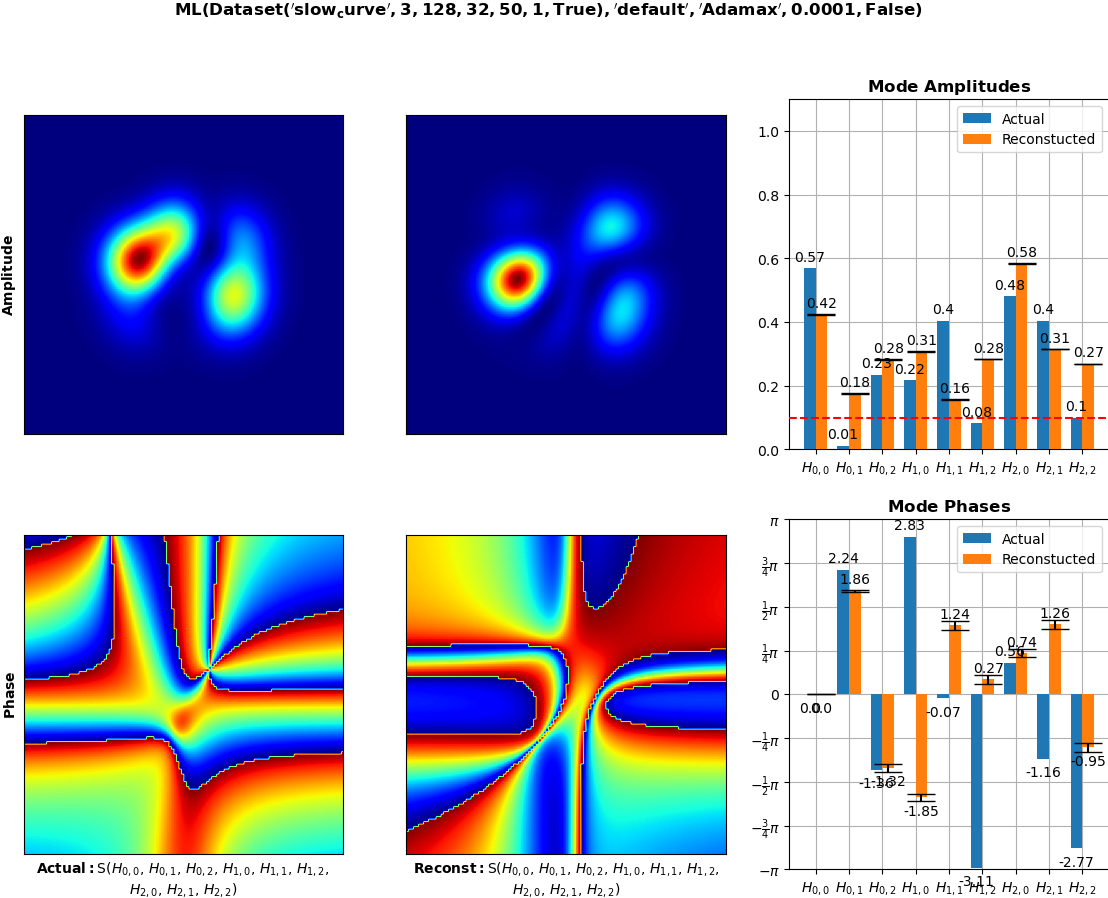 ML(Dataset('slow_curve', 3, 128, 32, 50, 1, True), 'default', 'Adamax', 0.0001, False)
Amplitude
Mode Amplitudes
Actual
Reconstucted
1.0
0.8
0.6
0.4
0.2
0.0
0.57
0.42
0.01
0.18
0.23
0.28
0.22
0.31
0.4
0.16
0.08
0.28
0.48
0.58
0.4
0.31
0.1
0.27
H0,0 H0,1 H0,2 H1,0 H1,1 H1,2 H2,0 H2,1 H2,2
Phase
Actual: S(H0,0, H0,1, H0,2, H1,0, H1,1, H1,2,
H2,0, H2,1, H2,2)
Reconst: S(H0,0, H0,1, H0,2, H1,0, H1,1, H1,2,
H2,0, H2,1, H2,2)
Mode Phases
Actual
Reconstucted
π
3/4π
1/2π
1/4π
0
−1/4π
−1/2π
−3/4π
−π
0.0
0.0
2.24
1.86
-1.36
-1.32
2.83
-1.85
-0.07
1.24
-3.11
0.27
0.56
0.74
-1.16
1.26
-2.77
-0.95
H0,0 H0,1 H0,2 H1,0 H1,1 H1,2 H2,0 H2,1 H2,2